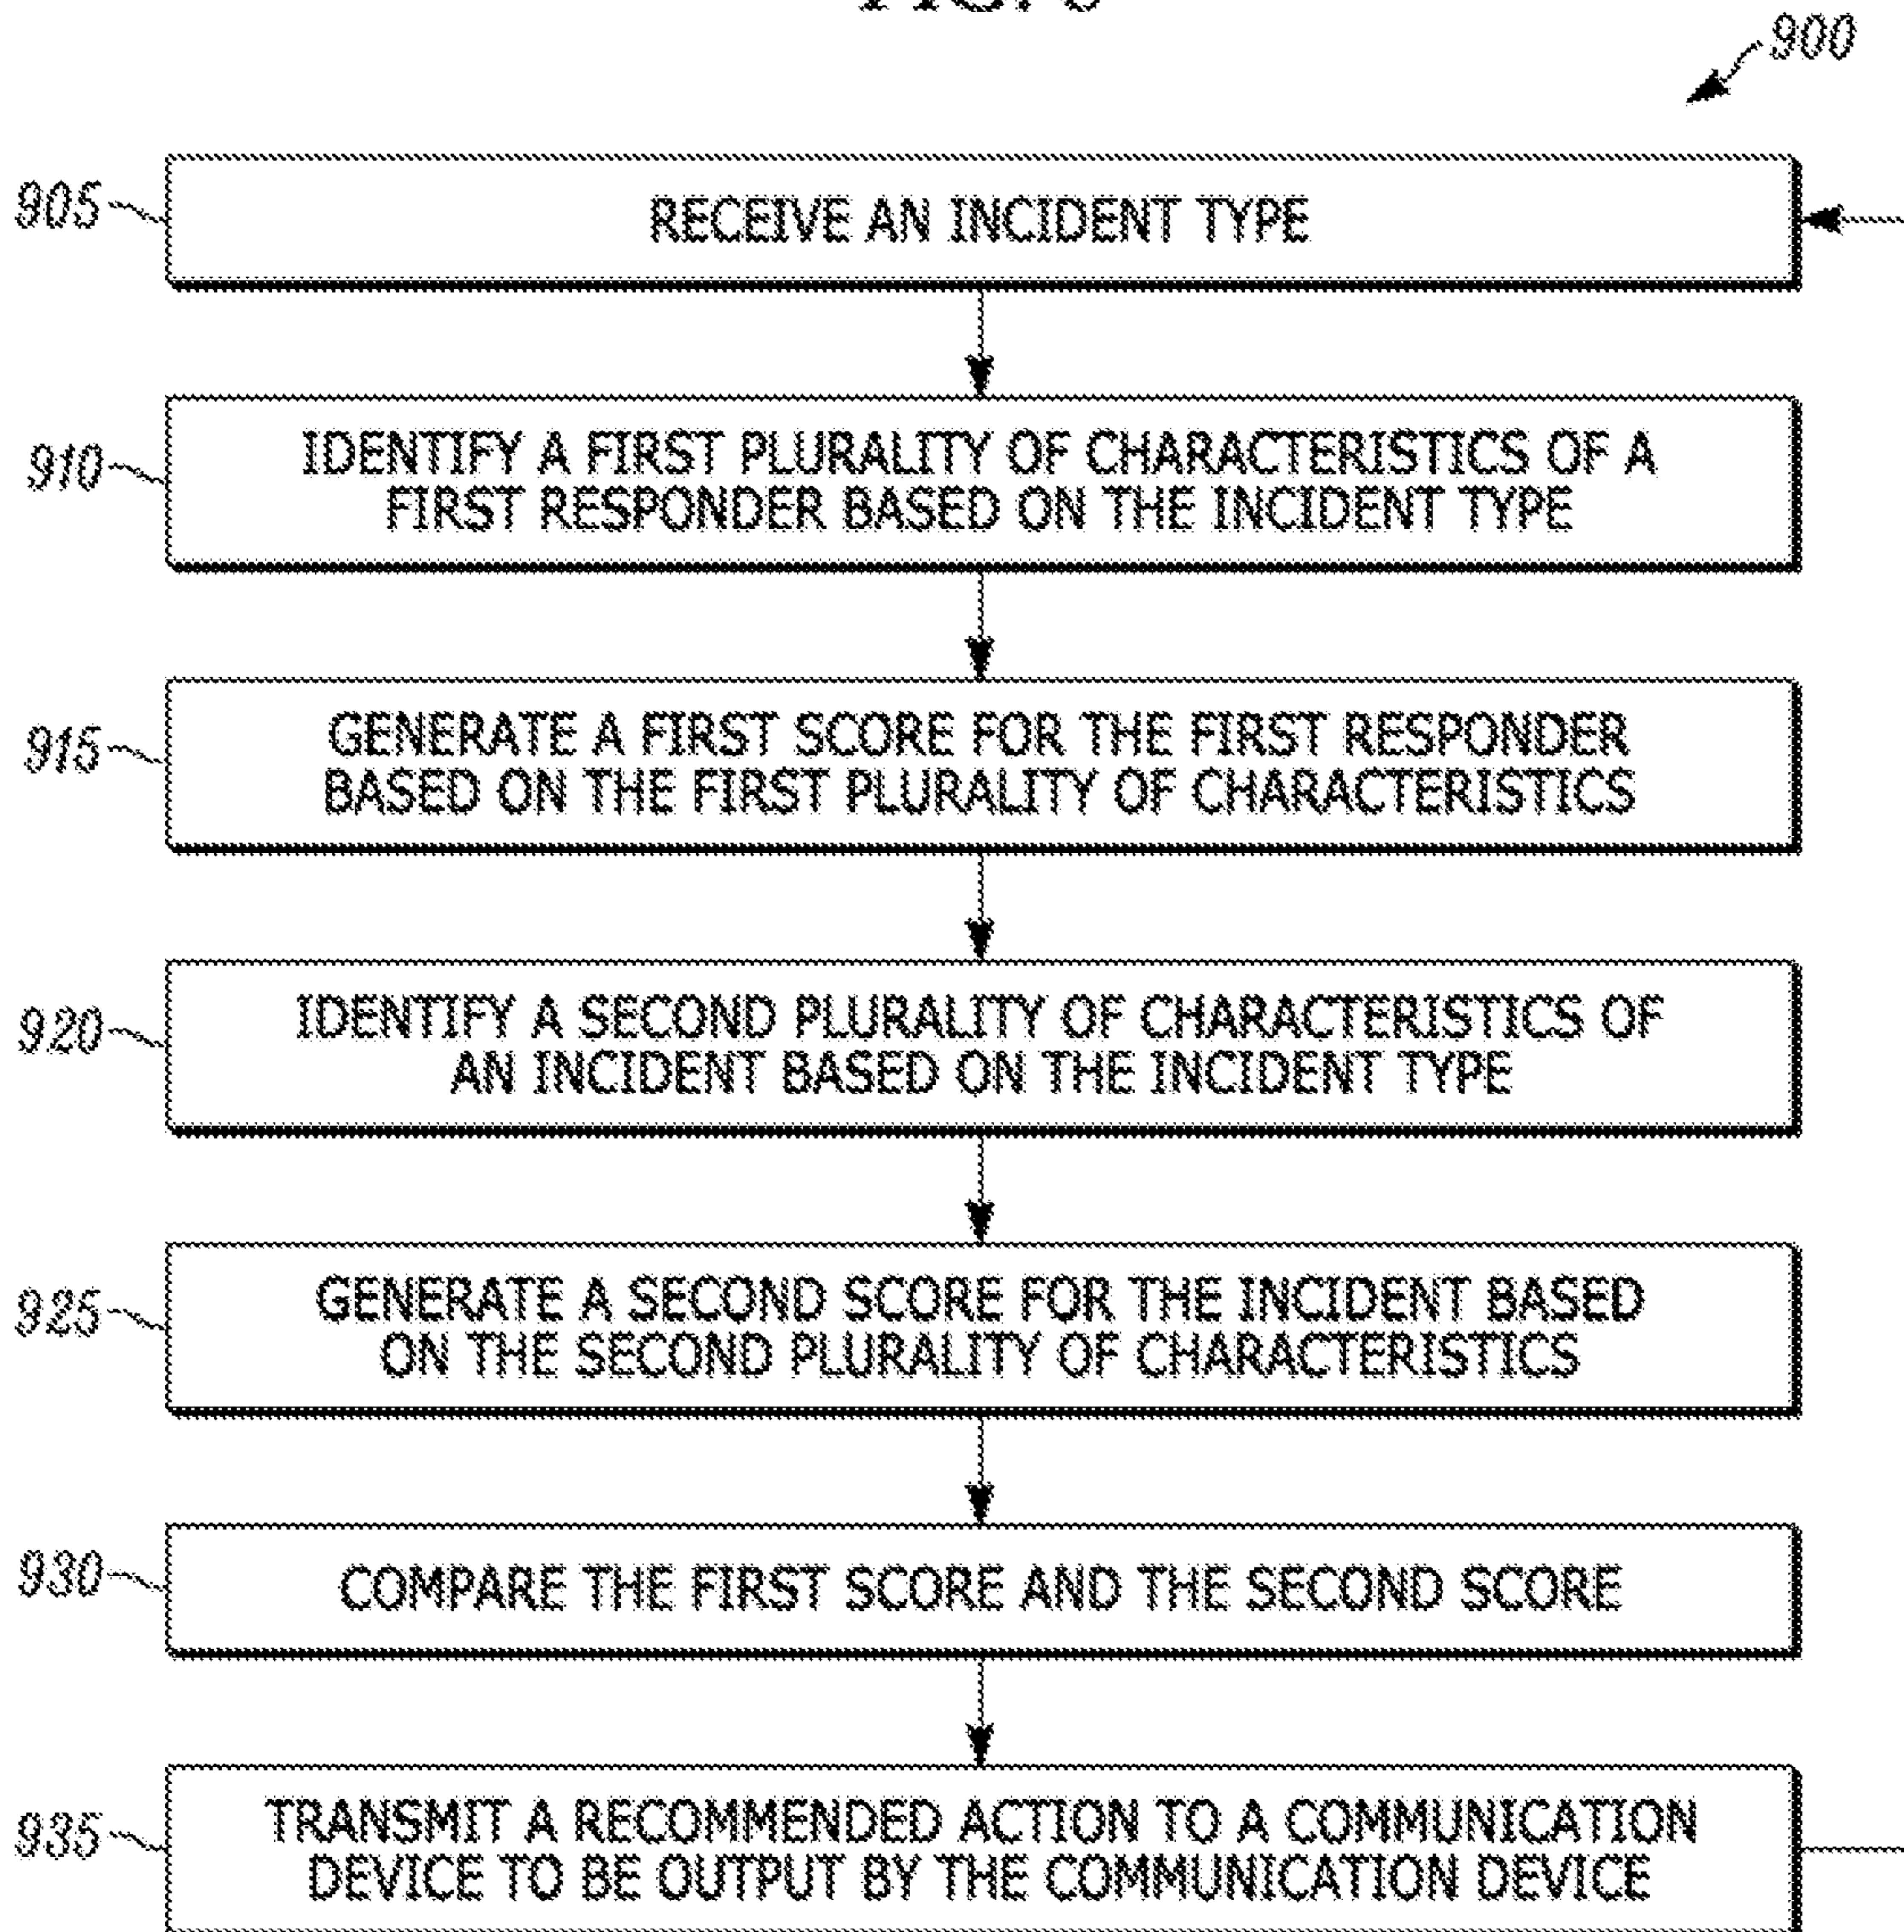 900
905
RECEIVE AN INCIDENT TYPE
910
IDENTIFY A FIRST PLURALITY OF CHARACTERISTICS OF A
FIRST RESPONDER BASED ON THE INCIDENT TYPE
915
GENERATE A FIRST SCORE FOR THE FIRST RESPONDER
BASED ON THE FIRST PLURALITY OF CHARACTERISTICS
920
IDENTIFY A SECOND PLURALITY OF CHARACTERISTICS OF
AN INCIDENT BASED ON THE INCIDENT TYPE
925
GENERATE A SECOND SCORE FOR THE INCIDENT BASED
ON THE SECOND PLURALITY OF CHARACTERISTICS
930
COMPARE THE FIRST SCORE AND THE SECOND SCORE
935
TRANSMIT A RECOMMENDED ACTION TO A COMMUNICATION
DEVICE TO BE OUTPUT BY THE COMMUNICATION DEVICE